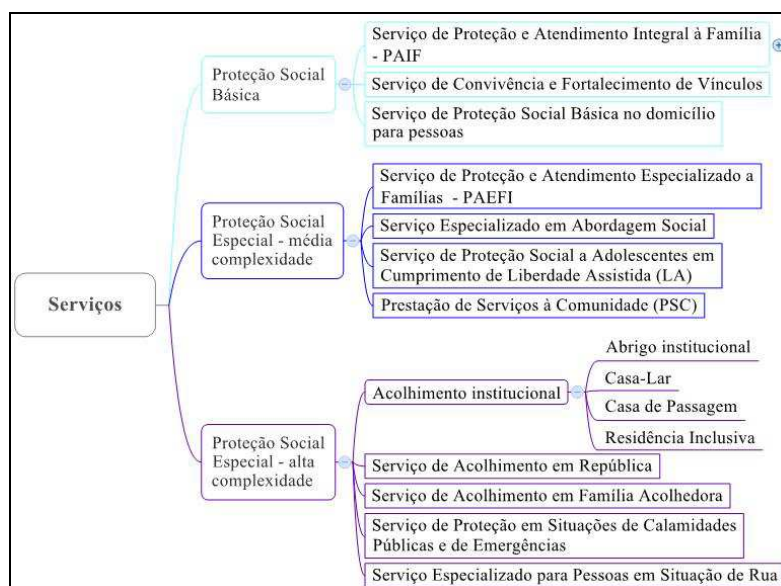 Serviços
Proteção Social
Básica
Serviço de Proteção e Atendimento Integral à Família
- PAIF
Serviço de Convivência e Fortalecimento de Vínculos
Serviço de Proteção Social Básica no domicílio
para pessoas
Proteção Social
Especial - média
complexidade
Serviço de Proteção e Atendimento Especializado a
Famílias - PAEFI
Serviço Especializado em Abordagem Social
Serviço de Proteção Social a Adolescentes em
Cumprimento de Liberdade Assistida (LA)
Prestação de Serviços à Comunidade (PSC)
Proteção Social
Especial - alta
complexidade
Acolhimento institucional
Abrigo institucional
Casa-Lar
Casa de Passagem
Residência Inclusiva
Serviço de Acolhimento em República
Serviço de Acolhimento em Família Acolhedora
Serviço de Proteção em Situações de Calamidades
Públicas e de Emergências
Serviço Especializado para Pessoas em Situação de Rua